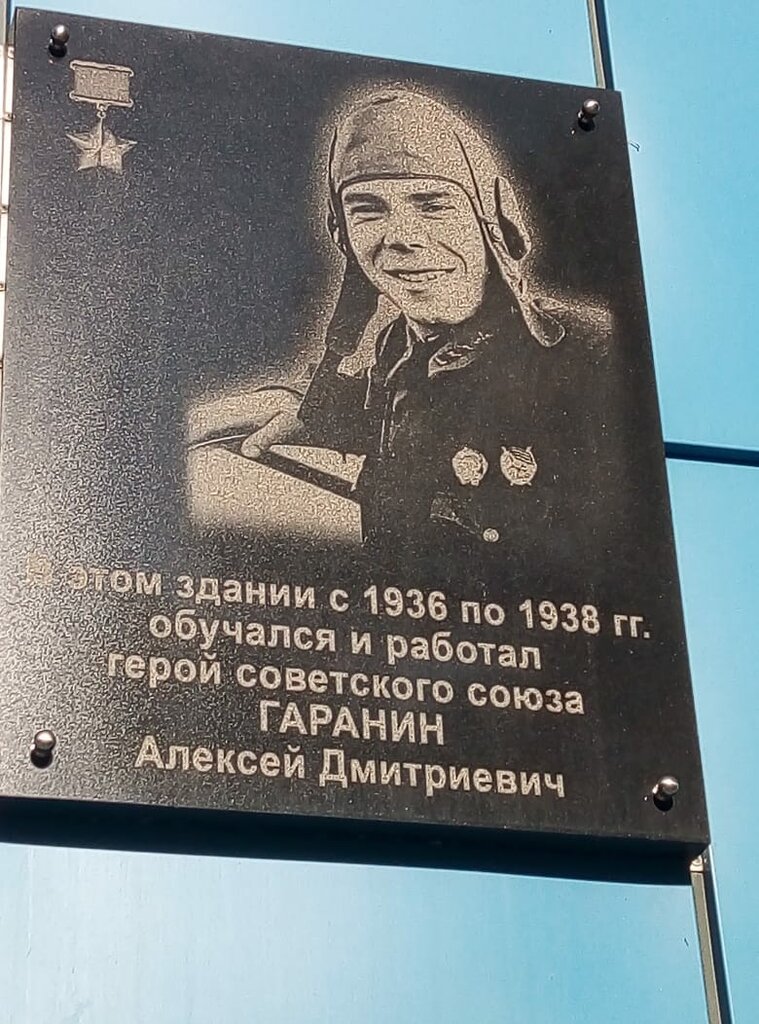 В этом здании с 1936 по 1938 гг.
обучался и работал
герой советского союза
ГАРАНИН
Алексей Дмитриевич